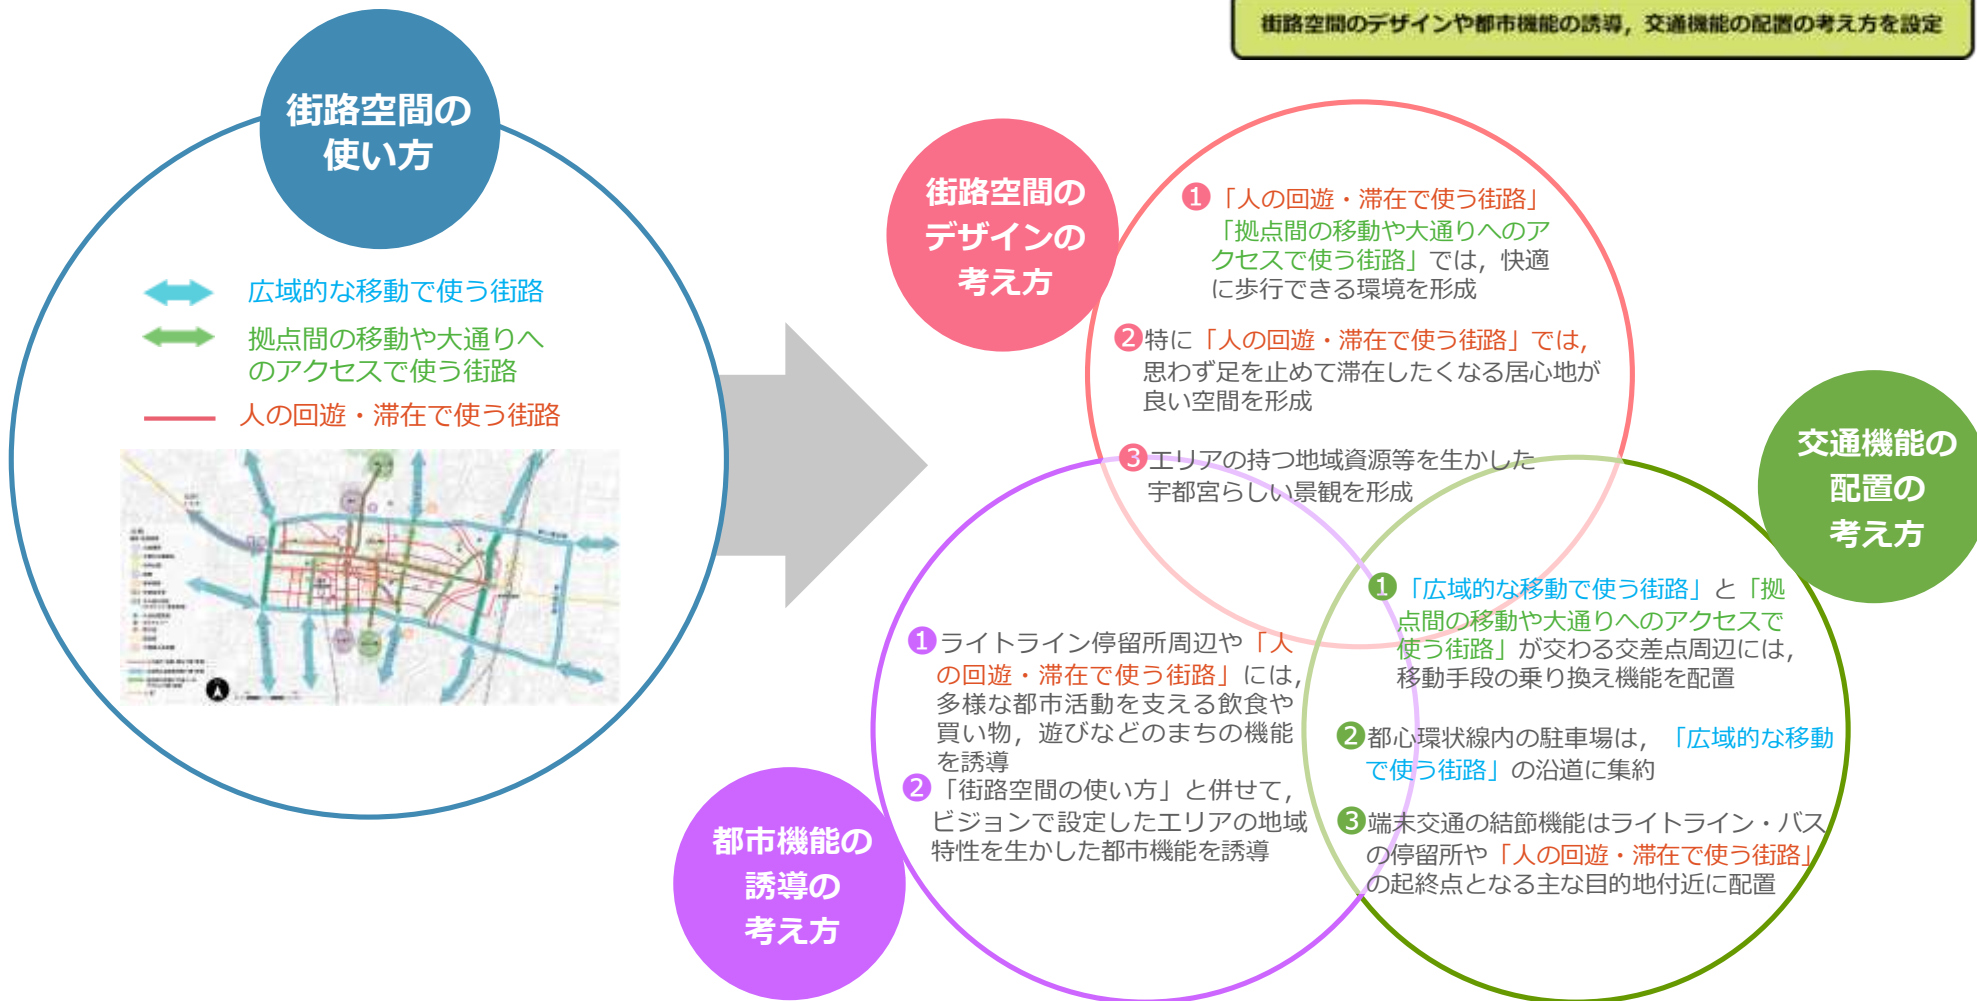 街路空間のデザインや都市機能の誘導，交通機能の配置の考え方を設定
街路空間の
使い方
広域的な移動で使う街路
拠点間の移動や大通りへ
のアクセスで使う街路
人の回遊・滞在で使う街路
街路空間の
デザインの
考え方
❶「人の回遊・滞在で使う街路」
「拠点間の移動や大通りへのア
クセスで使う街路」では，快適
に歩行できる環境を形成
❷特に「人の回遊・滞在で使う街路」では，
思わず足を止めて滞在したくなる居心地が
良い空間を形成
❸エリアの持つ地域資源等を生かした
宇都宮らしい景観を形成
交通機能の
配置の
考え方
❶「広域的な移動で使う街路」と「拠
点間の移動や大通りへのアクセスで
使う街路」が交わる交差点周辺には，
移動手段の乗り換え機能を配置
❷都心環状線内の駐車場は，「広域的な移動
で使う街路」の沿道に集約
❸端末交通の結節機能はライトライン・バス
の停留所や「人の回遊・滞在で使う街路」
の起終点となる主な目的地付近に配置
都市機能の
誘導の
考え方
❶ライトライン停留所周辺や「人
の回遊・滞在で使う街路」には，
多様な都市活動を支える飲食や
買い物，遊びなどのまちの機能
を誘導
❷「街路空間の使い方」と併せて，
ビジョンで設定したエリアの地域
特性を生かした都市機能を誘導